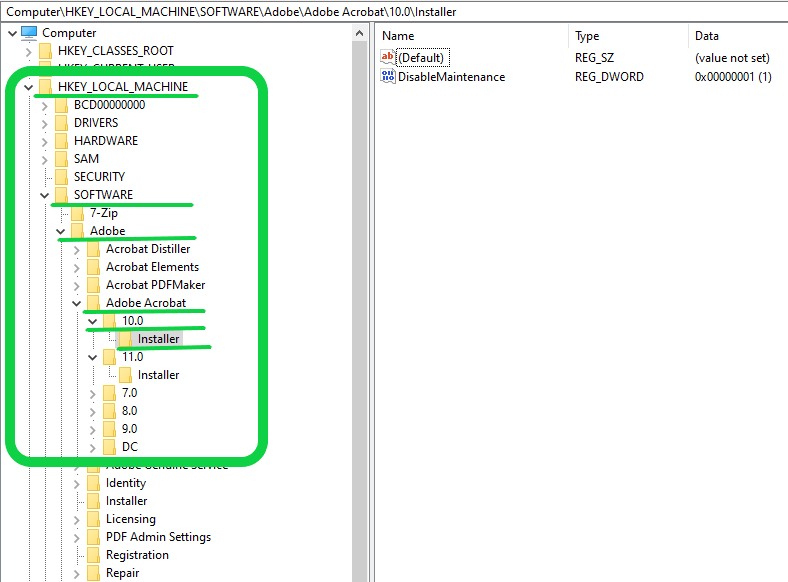 Computer\HKEY_LOCAL_MACHINE\SOFTWARE\Adobe\Adobe Acrobat\10.0\Installer
Computer
HKEY_CLASSES_ROOT
HKEY_CURRENT_USER
HKEY_LOCAL_MACHINE
BCD00000000
DRIVERS
HARDWARE
SAM
SECURITY
SOFTWARE
7-Zip
Adobe
Acrobat Distiller
Acrobat Elements
Acrobat PDFMaker
Adobe Acrobat
10.0
Installer
11.0
Installer
7.0
8.0
9.0
DC
Adobe Genuine Service
Identity
Installer
Licensing
PDF Admin Settings
Registration
Repair
Name Type Data
ab (Default) REG_SZ (value not set)
DisableMaintenance REG_DWORD 0x00000001 (1)